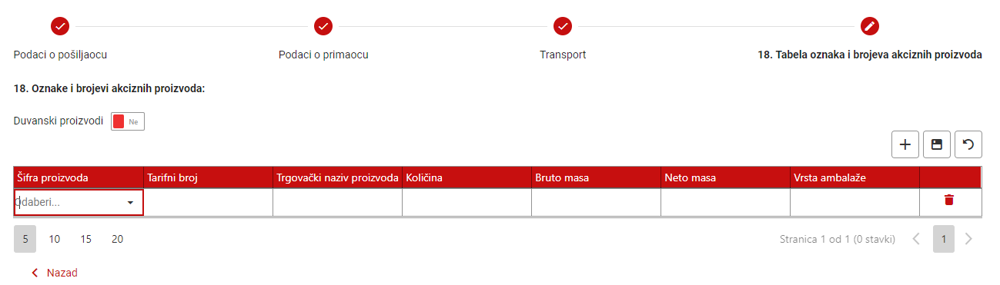 Podaci o pošiljaocu
Podaci o primaocu
Transport
18. Tabela oznaka i brojeva akciznih proizvoda
18. Oznake i brojevi akciznih proizvoda:
Duvanski proizvodi Ne
Šifra proizvoda Tarifni broj Trgovački naziv proizvoda Količina Bruto masa Neto masa Vrsta ambalaže
Odaberi...
5 10 15 20 Stranica 1 od 1 (0 stavki) 1
Nazad